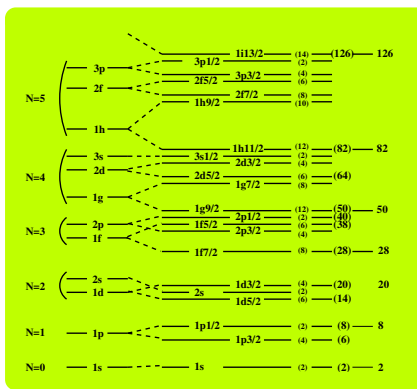 1i13/2 (14) (126) 126
3p 3p1/2 (2)
3p3/2 (4)
2f 2f5/2 (6)
N=5 2f7/2 (8)
1h9/2 (10)
1h
1h11/2 (12) (82) 82
3s 3s1/2 (2)
2d 2d3/2 (4)
N=4 2d5/2 (6) (64)
1g7/2 (8)
1g
1g9/2 (12) (50) 50
2p 2p1/2 (2) (40)
N=3 1f5/2 (6) (38)
1f 2p3/2 (4)
1f7/2 (8) (28) 28
2s
N=2 1d3/2 (4) (20) 20
1d 2s (2)
1d5/2 (6) (14)
1p1/2 (2) (8) 8
N=1 1p
1p3/2 (4) (6)
N=0 1s 1s (2) (2) 2